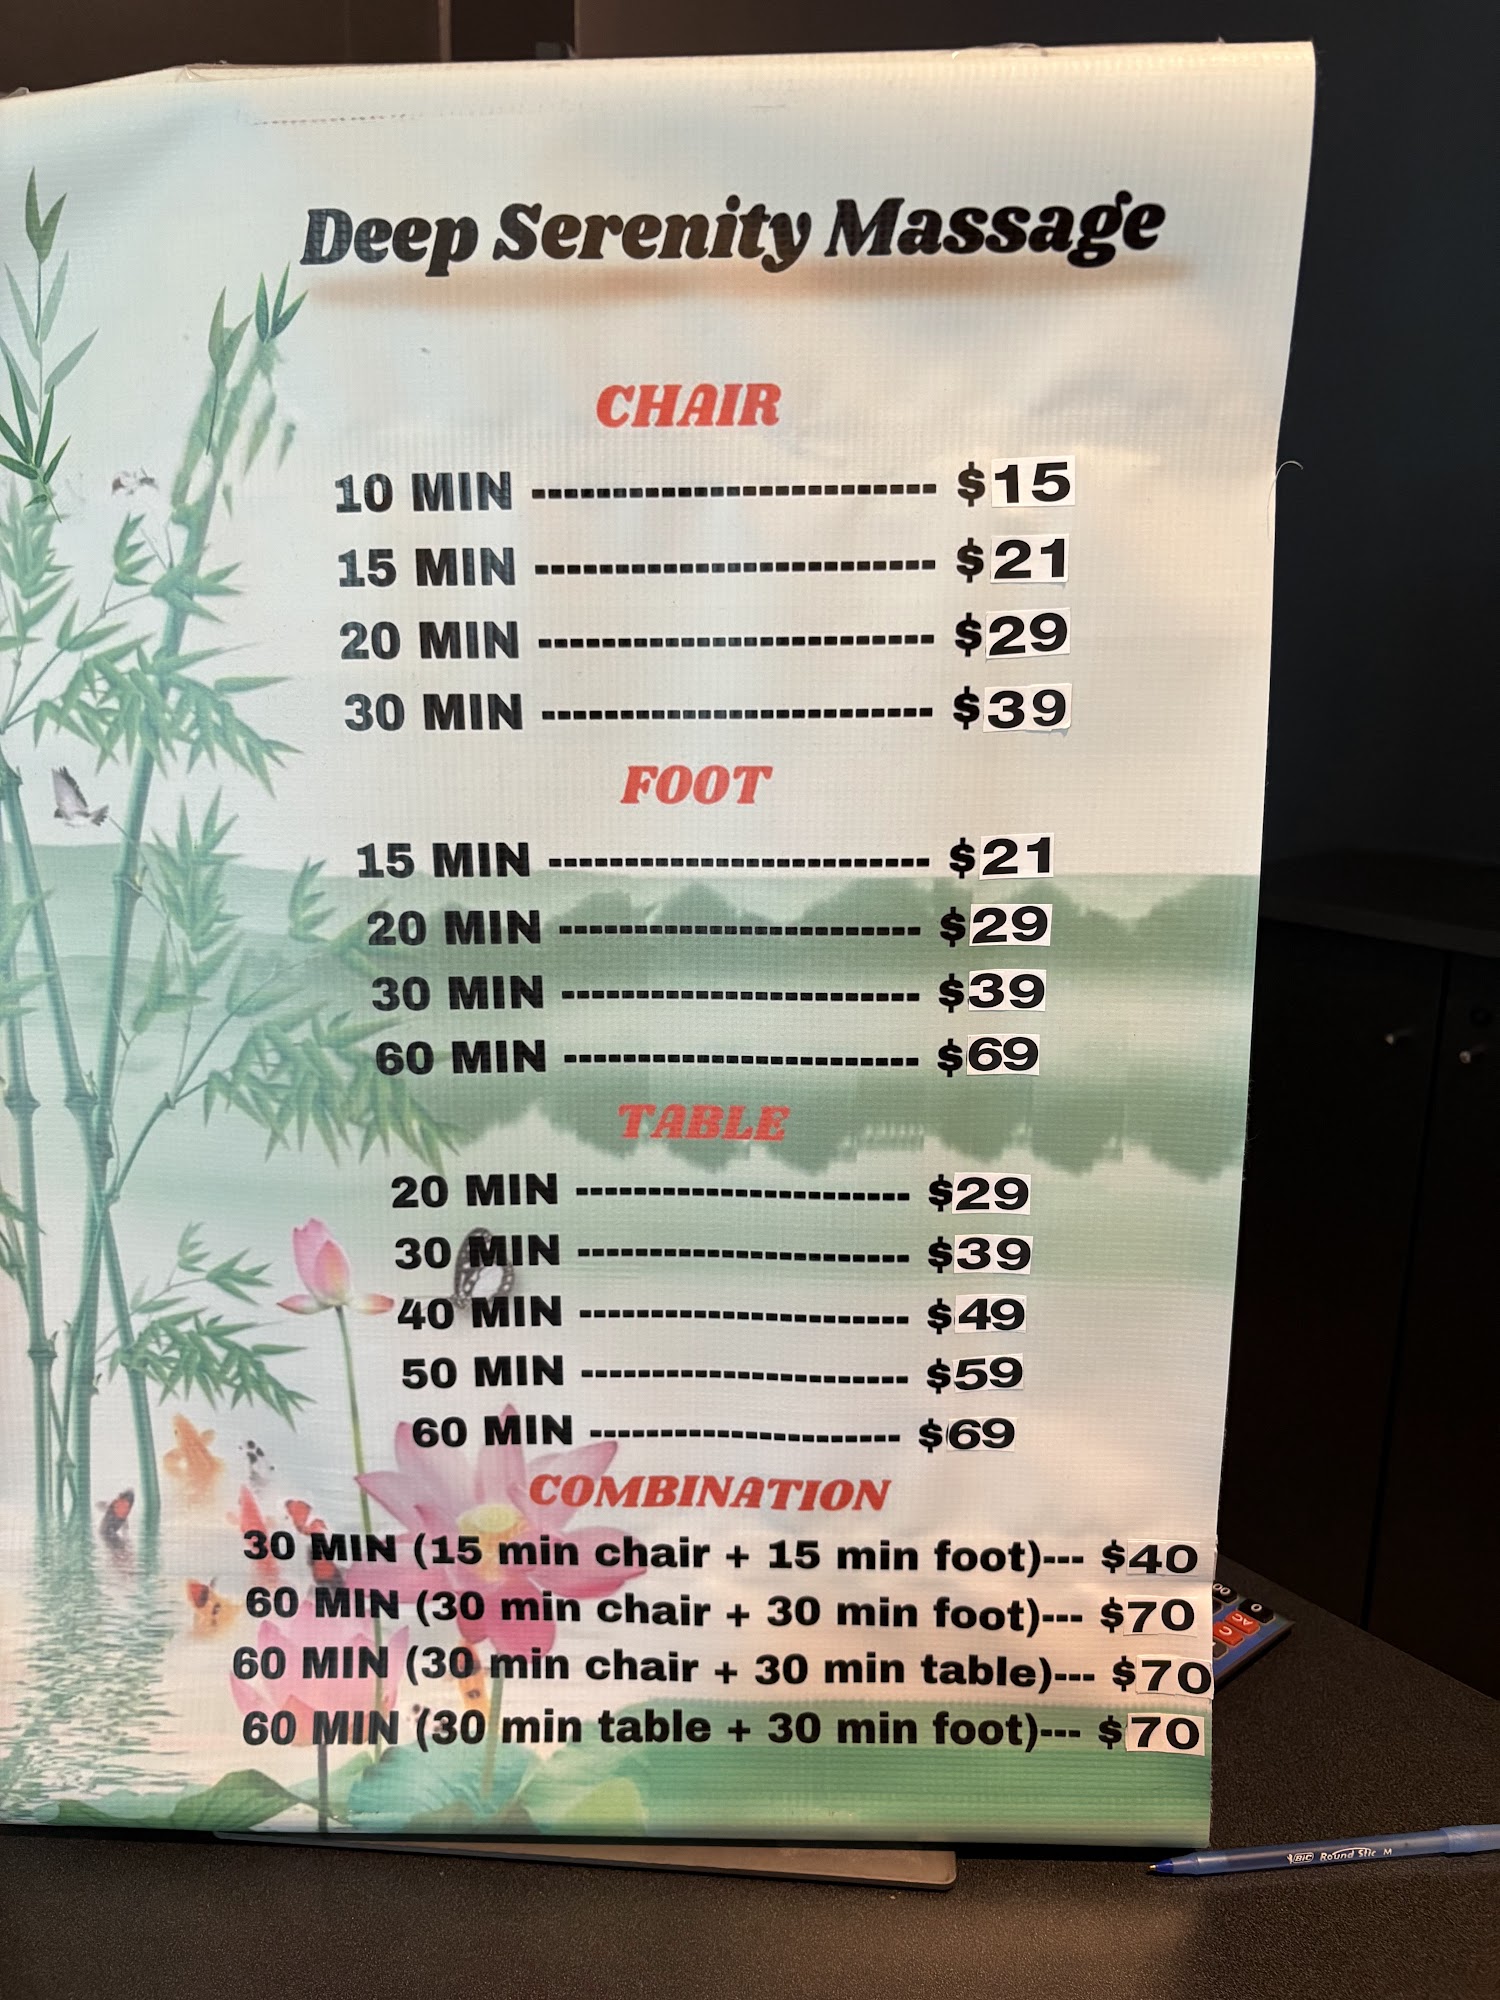 Deep Serenity Massage
CHAIR
10 MIN ------------------------- $15
15 MIN ------------------------- $21
20 MIN ------------------------- $29
30 MIN ------------------------- $39
FOOT
15 MIN ------------------------- $21
20 MIN ------------------------- $29
30 MIN ------------------------- $39
60 MIN ------------------------- $69
TABLE
20 MIN ------------------------- $29
30 MIN ------------------------- $39
40 MIN ------------------------- $49
50 MIN ------------------------- $59
60 MIN ------------------------- $69
COMBINATION
30 MIN (15 min chair + 15 min foot)--- $40
60 MIN (30 min chair + 30 min foot)--- $70
60 MIN (30 min chair + 30 min table)--- $70
60 MIN (30 min table + 30 min foot)--- $70
BIC Round Stic M